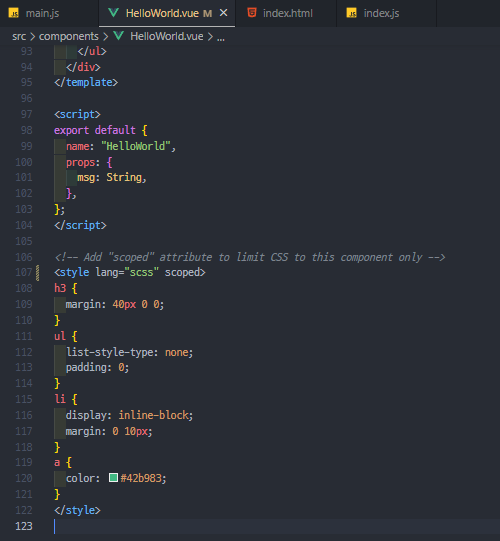 main.js HelloWorld.vue M × index.html index.js
src > components > HelloWorld.vue > ...
93 </ul>
94 </div>
95 </template>
96
97 <script>
98 export default {
99 name: "HelloWorld",
100 props: {
101 msg: String,
102 },
103 };
104 </script>
105
106 <!-- Add "scoped" attribute to limit CSS to this component only -->
107 <style lang="scss" scoped>
108 h3 {
109 margin: 40px 0 0;
110 }
111 ul {
112 list-style-type: none;
113 padding: 0;
114 }
115 li {
116 display: inline-block;
117 margin: 0 10px;
118 }
119 a {
120 color: #42b983;
121 }
122 </style>
123